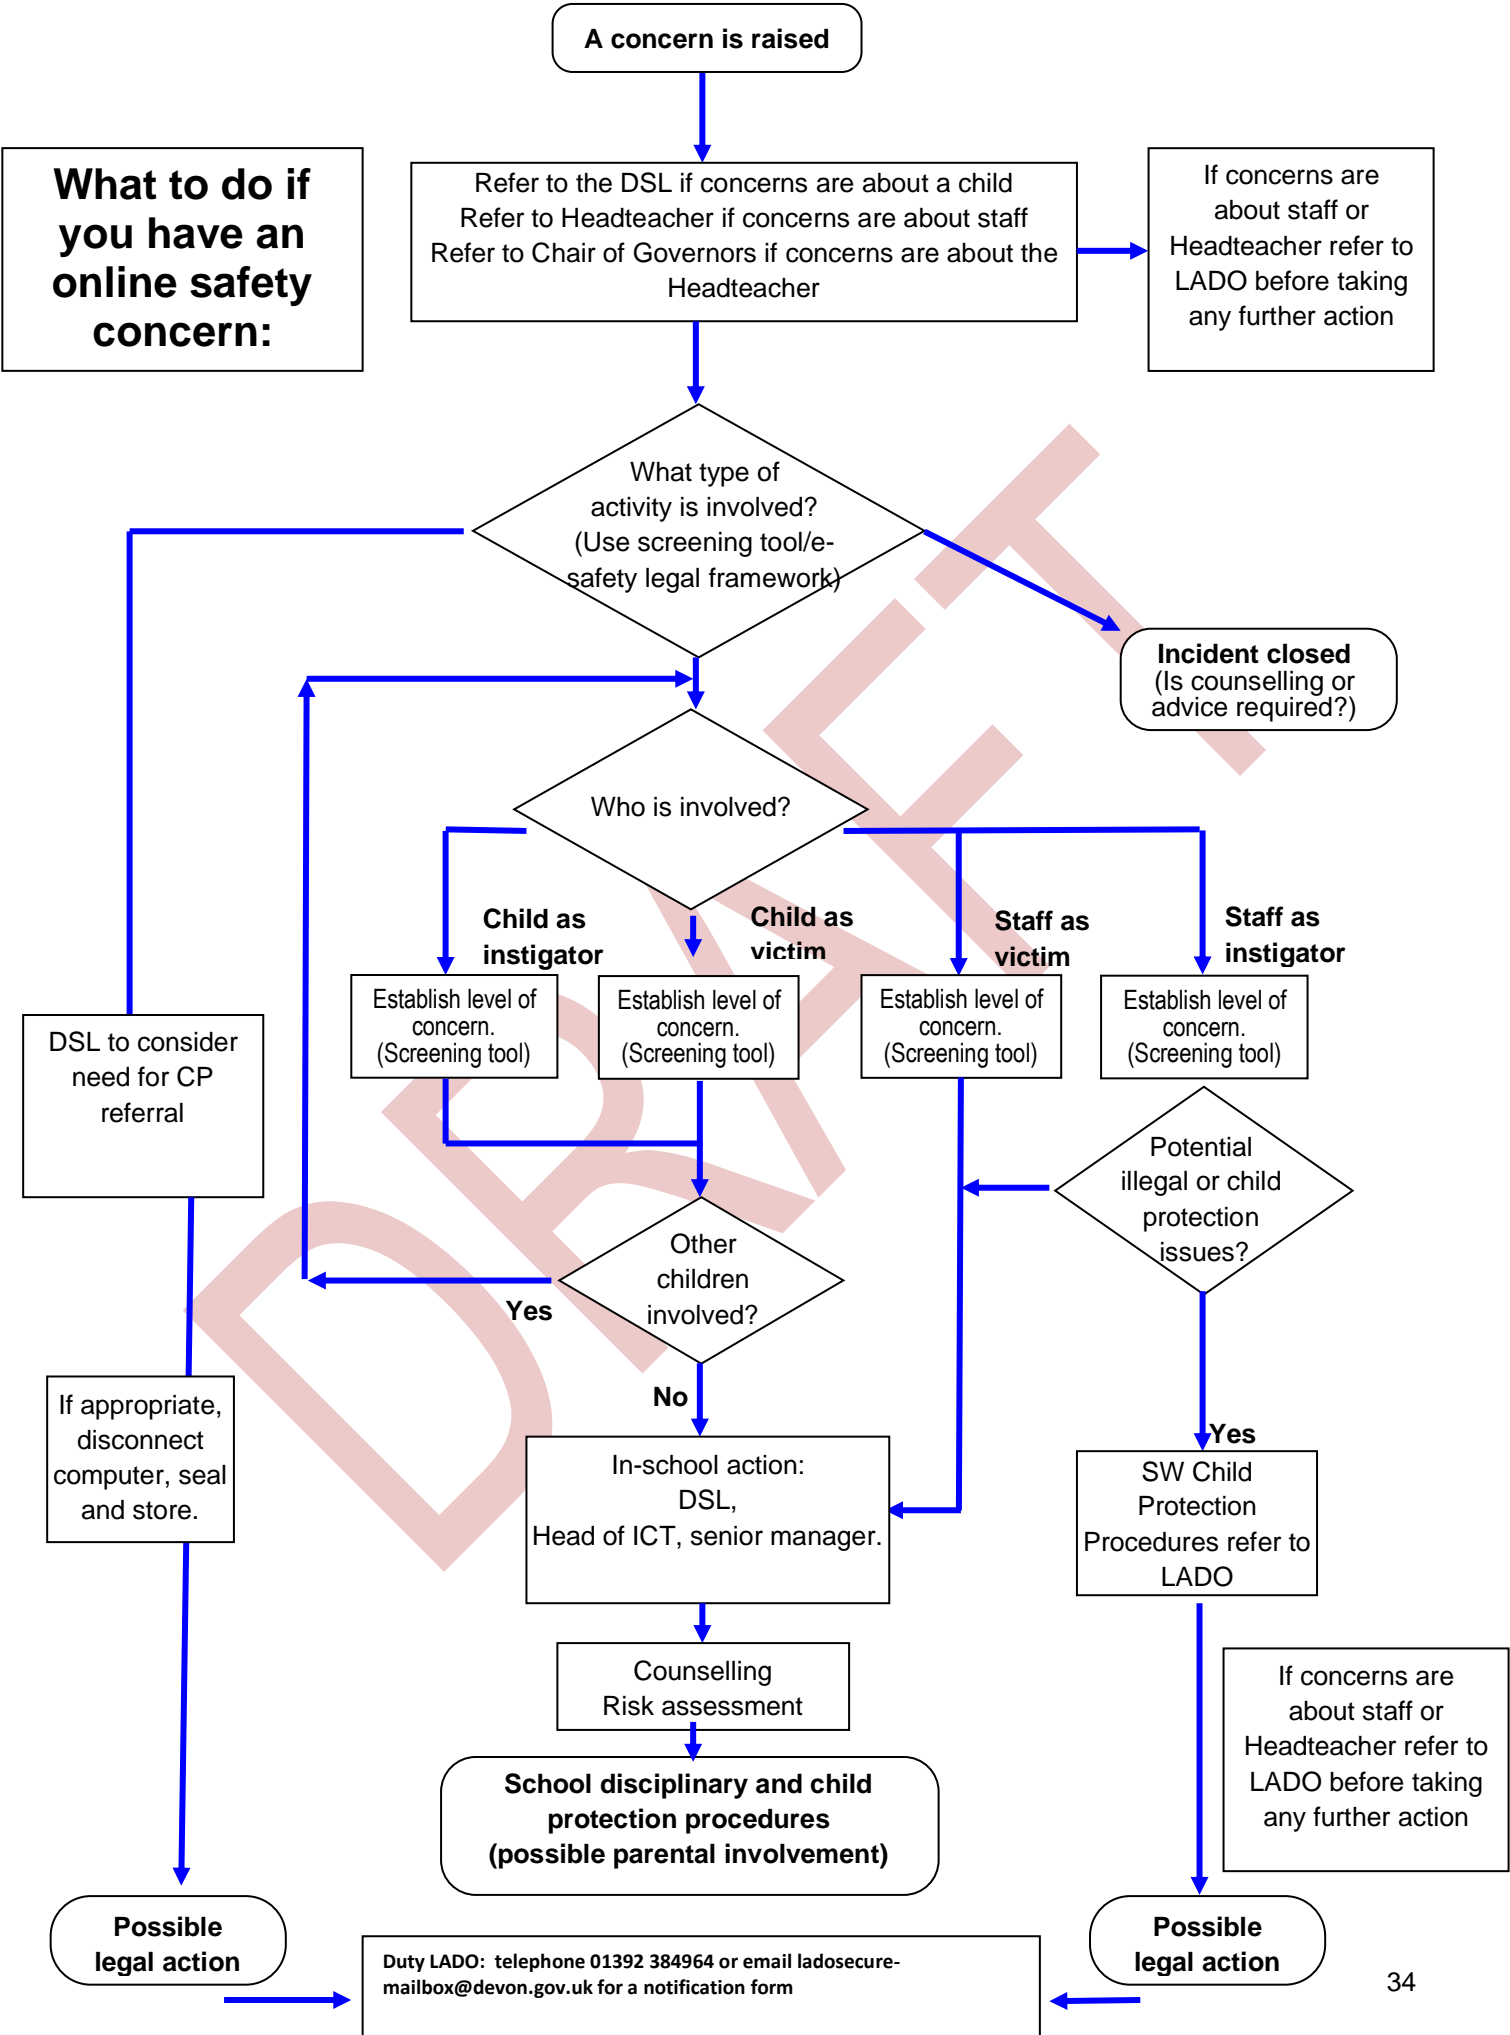 A concern is raised
What to do if
you have an
online safety
concern:
Refer to the DSL if concerns are about a child
Refer to Headteacher if concerns are about staff
Refer to Chair of Governors if concerns are about the
Headteacher
If concerns are
about staff or
Headteacher refer to
LADO before taking
any further action
What type of
activity is involved?
(Use screening tool/e-
safety legal framework)
Incident closed
(Is counselling or
advice required?)
Who is involved?
Child as
instigator
Child as
victim
Staff as
victim
Staff as
instigator
Establish level of
concern.
(Screening tool)
Establish level of
concern.
(Screening tool)
Establish level of
concern.
(Screening tool)
Establish level of
concern.
(Screening tool)
DSL to consider
need for CP
referral
Potential
illegal or child
protection
issues?
Other
children
involved?
Yes
No
Yes
If appropriate,
disconnect
computer, seal
and store.
In-school action:
DSL,
Head of ICT, senior manager.
SW Child
Protection
Procedures refer to
LADO
Counselling
Risk assessment
If concerns are
about staff or
Headteacher refer to
LADO before taking
any further action
School disciplinary and child
protection procedures
(possible parental involvement)
Possible
legal action
Possible
legal action
Duty LADO:  telephone 01392 384964 or email ladosecure-
mailbox@devon.gov.uk for a notification form
34
DRAFT